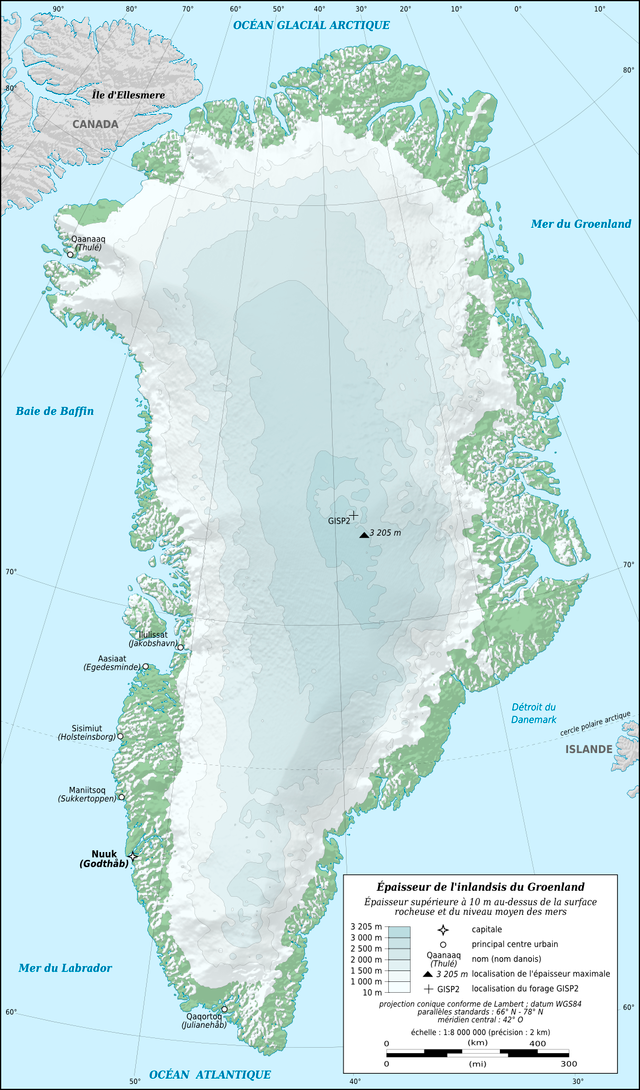 90° 80° 70° 60° 50° 40° 30° 20° 10° 0° 10°
OCÉAN GLACIAL ARCTIQUE
80°
80°
Île d'Ellesmere
CANADA
Mer du Groenland
Qaanaaq
(Thulé)
Baie de Baffin
GISP2
3 205 m
70°
70°
Ilulissat
(Jakobshavn)
Aasiaat
(Egedesminde)
Détroit du
Danemark
cercle polaire arctique
ISLANDE
Sisimiut
(Holsteinsborg)
Maniitsoq
(Sukkertoppen)
Nuuk
(Godthåb)
Mer du Labrador
60°
60°
Qaqortoq
(Julianehåb)
OCÉAN ATLANTIQUE
50° 40° 30°
Épaisseur de l'inlandsis du Groenland
Épaisseur supérieure à 10 m au-dessus de la surface
rocheuse et du niveau moyen des mers
3 205 m
3 000 m
2 500 m
2 000 m
1 500 m
1 000 m
10 m
capitale
principal centre urbain
Qaanaaq
(Thulé)
nom (nom danois)
3 205 m localisation de l'épaisseur maximale
GISP2 localisation du forage GISP2
projection conique conforme de Lambert ; datum WGS84
parallèles standards : 66° N - 78° N
méridien central : 42° O
échelle : 1:8 000 000 (précision : 2 km)
0 (km) 400
0 (mi) 300